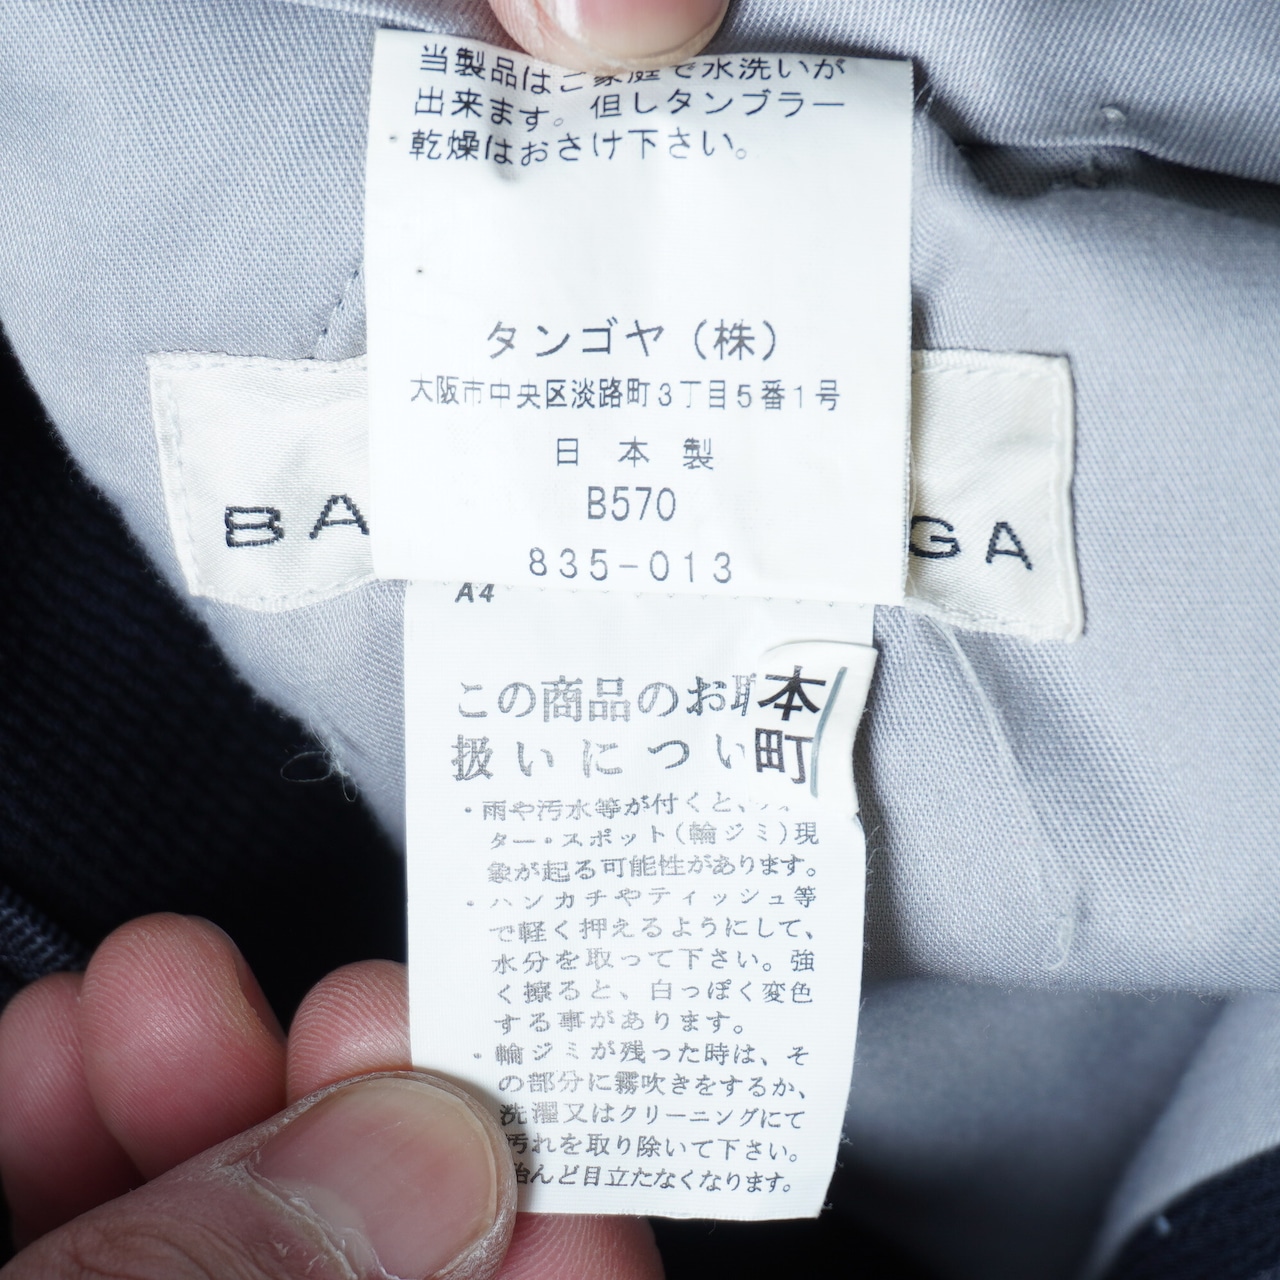 当製品はご家庭で水洗いが
出来ます。但しタンブラー
乾燥はおさけ下さい。
タンゴヤ（株）
大阪市中央区淡路町3丁目5番1号
日本製
B570
835-013
BA
GA
A4
この商品のお取
扱いについ
本
町
・雨や汚水等が付くと、
ター・スポット(輪ジミ)現
象が起る可能性があります。
・ハンカチやティッシュ等
で軽く押えるようにして、
水分を取って下さい。強
く擦ると、白っぽく変色
する事があります。
・輪ジミが残った時は、そ
の部分に霧吹きをするか、
洗濯又はクリーニングにて
汚れを取り除いて下さい。
殆んど目立たなくなります。